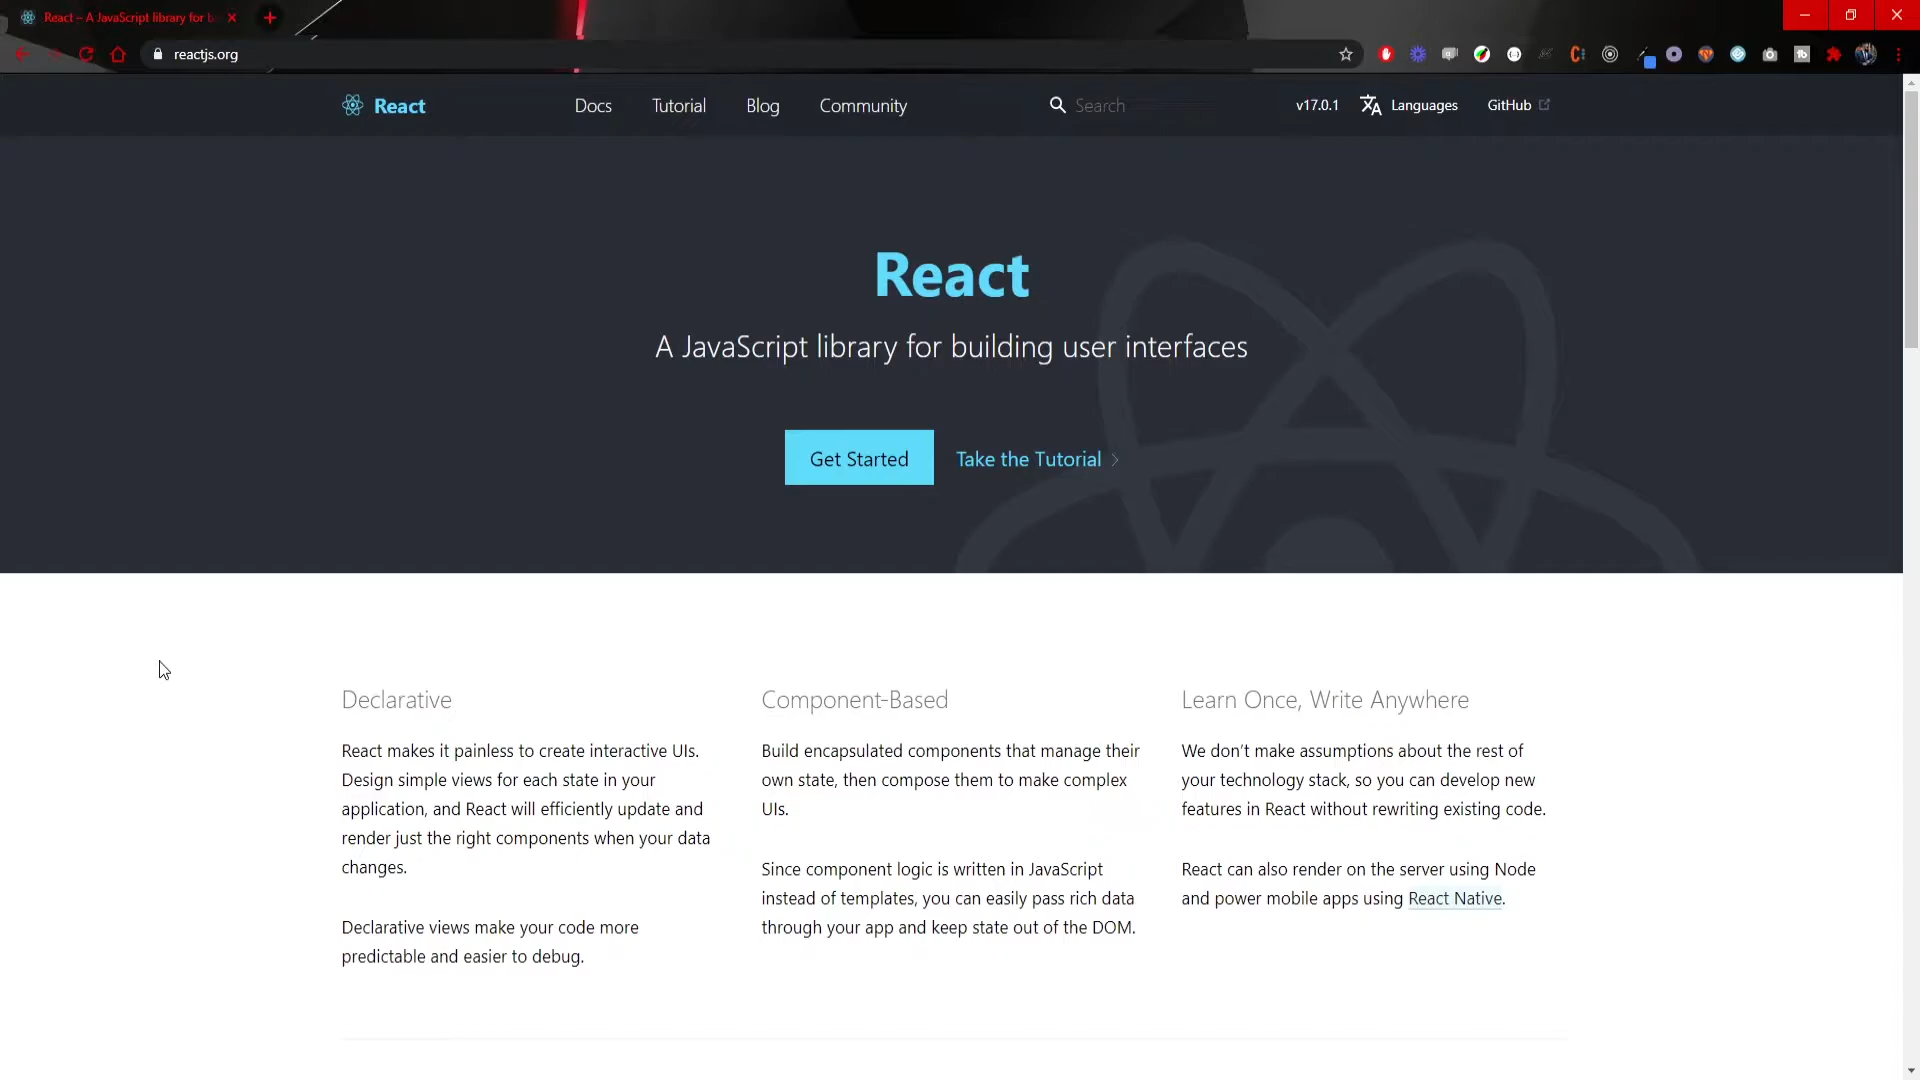 React – A JavaScript library for b
reactjs.org
React
Docs
Tutorial
Blog
Community
Search
v17.0.1
Languages
GitHub
React
A JavaScript library for building user interfaces
Get Started
Take the Tutorial
Declarative
React makes it painless to create interactive UIs.
Design simple views for each state in your
application, and React will efficiently update and
render just the right components when your data
changes.
Declarative views make your code more
predictable and easier to debug.
Component-Based
Build encapsulated components that manage their
own state, then compose them to make complex
UIs.
Since component logic is written in JavaScript
instead of templates, you can easily pass rich data
through your app and keep state out of the DOM.
Learn Once, Write Anywhere
We don’t make assumptions about the rest of
your technology stack, so you can develop new
features in React without rewriting existing code.
React can also render on the server using Node
and power mobile apps using React Native.